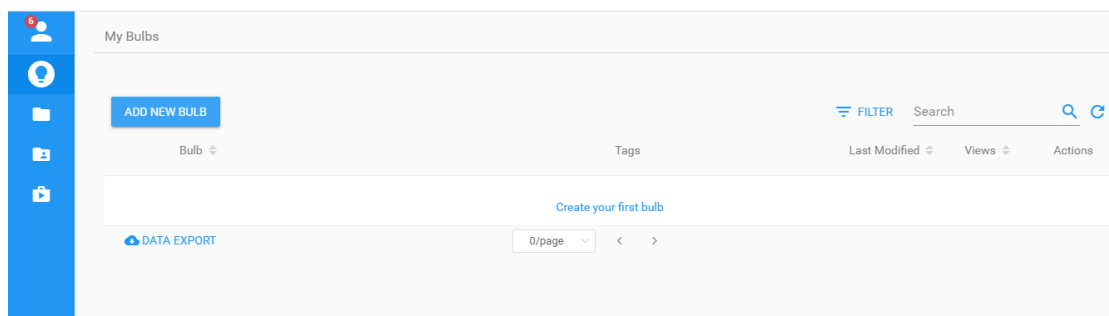 6
My Bulbs
ADD NEW BULB
FILTER Search
Bulb Tags Last Modified Views Actions
Create your first bulb
DATA EXPORT 0/page